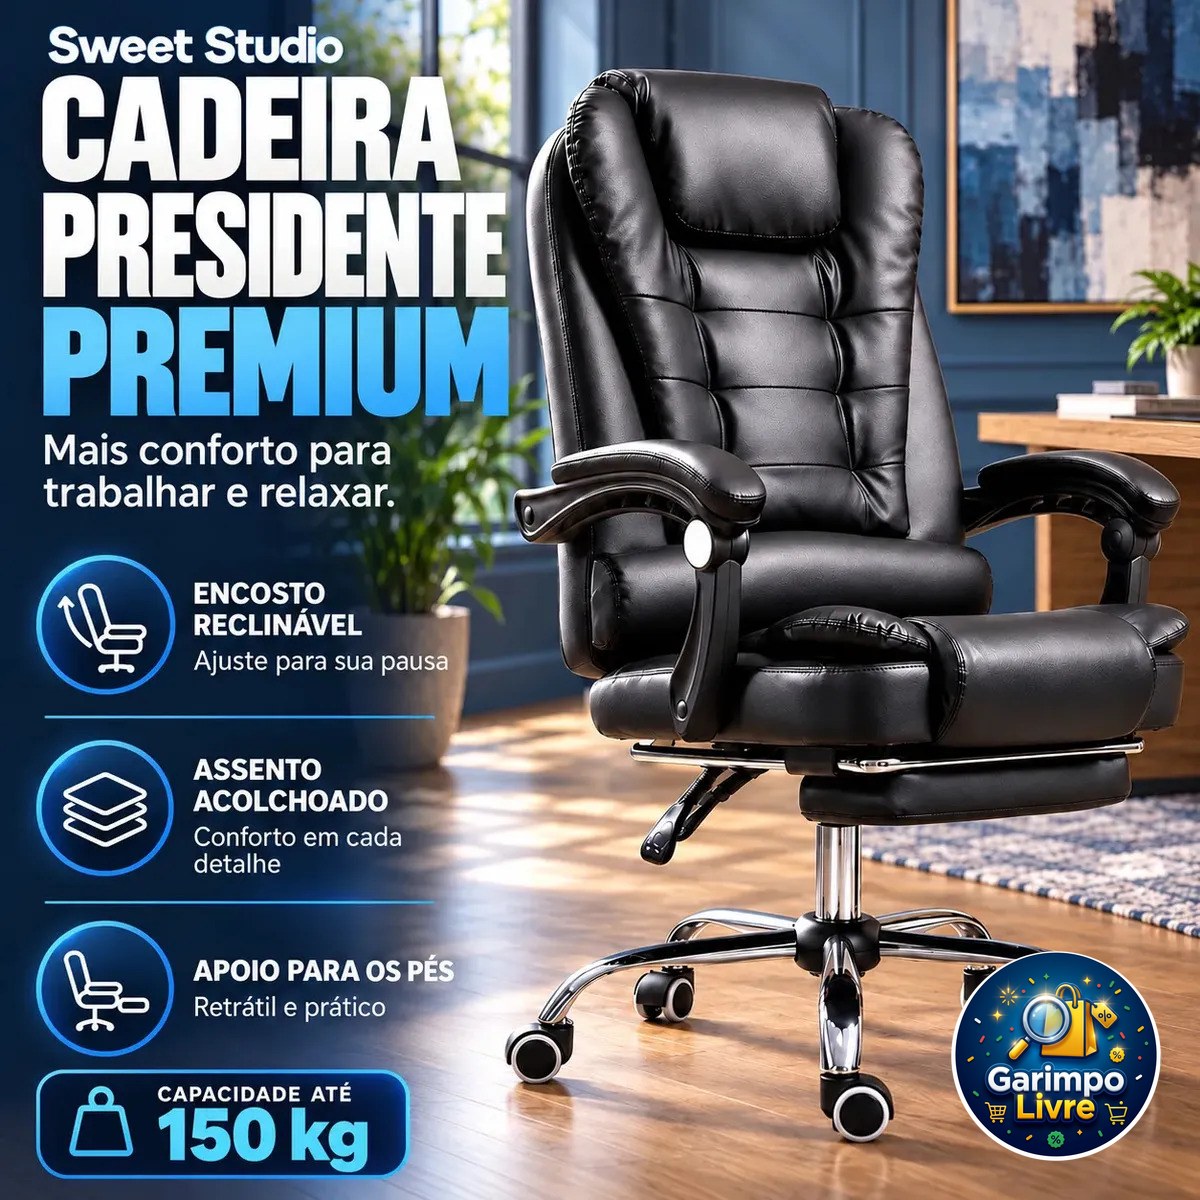 Sweet Studio
CADEIRA
PRESIDENTE
PREMIUM
Mais conforto para
trabalhar e relaxar.
ENCOSTO
RECLINÁVEL
Ajuste para sua pausa
ASSENTO
ACOLCHOADO
Conforto em cada
detalhe
APOIO PARA OS PÉS
Retrátil e prático
CAPACIDADE ATÉ
150 kg
%
%
Garimpo
Livre
%